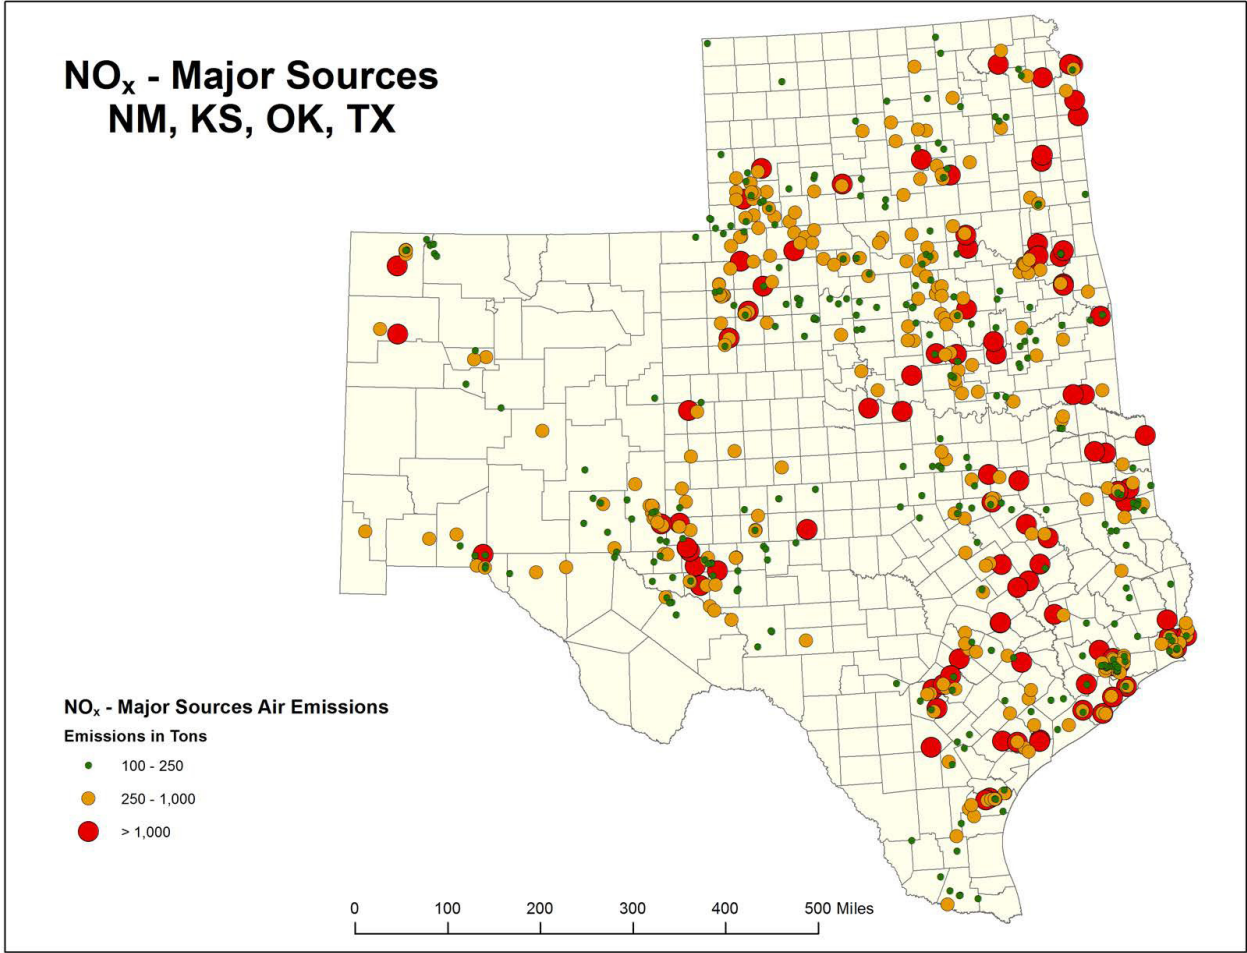 NOₓ - Major Sources
NM, KS, OK, TX
NOₓ - Major Sources Air Emissions
Emissions in Tons
100 - 250
250 - 1,000
> 1,000
0 100 200 300 400 500 Miles